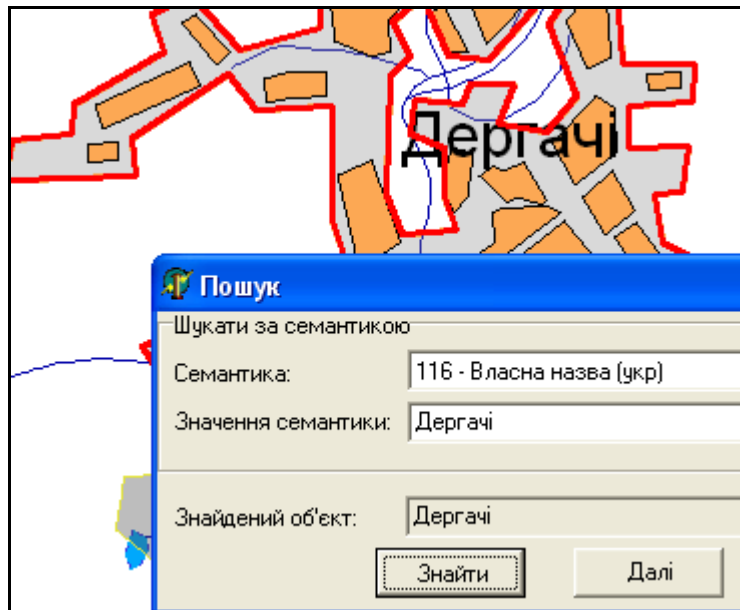 Дергачі
Пошук
Шукати за семантикою
Семантика: 116 - Власна назва (укр)
Значення семантики: Дергачі
Знайдений об'єкт: Дергачі
Знайти Далі